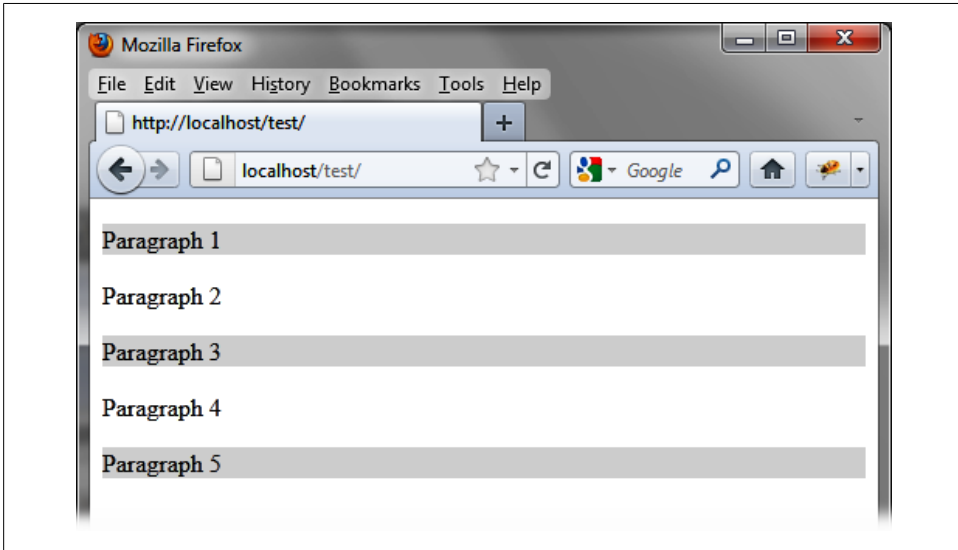 Mozilla Firefox
File Edit View History Bookmarks Tools Help
http://localhost/test/
localhost/test/ Google
Paragraph 1
Paragraph 2
Paragraph 3
Paragraph 4
Paragraph 5